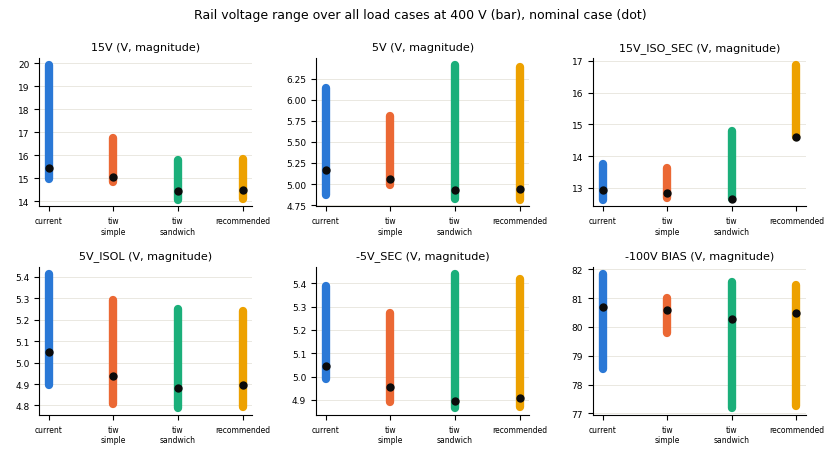 Rail voltage range over all load cases at 400 V (bar), nominal case (dot)
15V (V, magnitude)
20
19
18
17
16
15
14
current
tiw simple
tiw sandwich
recommended
5V (V, magnitude)
6.25
6.00
5.75
5.50
5.25
5.00
4.75
current
tiw simple
tiw sandwich
recommended
15V_ISO_SEC (V, magnitude)
17
16
15
14
13
current
tiw simple
tiw sandwich
recommended
5V_ISOL (V, magnitude)
5.4
5.3
5.2
5.1
5.0
4.9
4.8
current
tiw simple
tiw sandwich
recommended
-5V_SEC (V, magnitude)
5.4
5.3
5.2
5.1
5.0
4.9
current
tiw simple
tiw sandwich
recommended
-100V BIAS (V, magnitude)
82
81
80
79
78
77
current
tiw simple
tiw sandwich
recommended